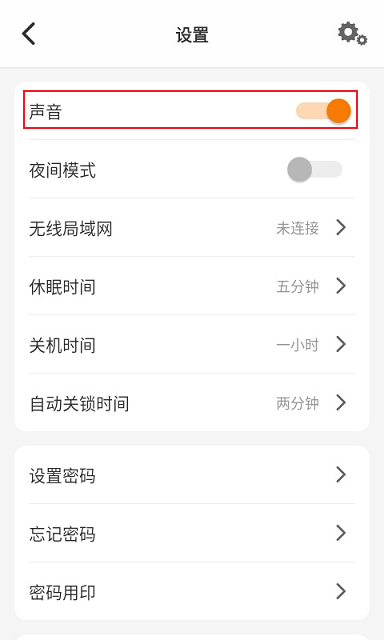 设置
声音
夜间模式
无线局域网 未连接
休眠时间 五分钟
关机时间 一小时
自动关锁时间 两分钟
设置密码
忘记密码
密码用印